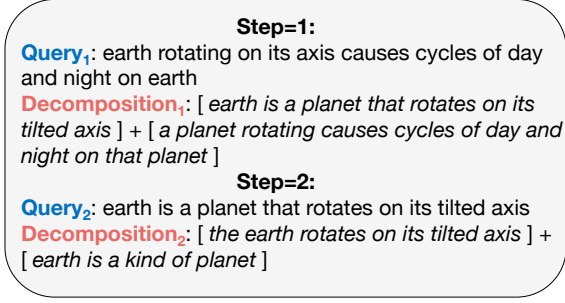 Step=1:
Query1: earth rotating on its axis causes cycles of day
and night on earth
Decomposition1: [ earth is a planet that rotates on its
tilted axis ] + [ a planet rotating causes cycles of day and
night on that planet ]
Step=2:
Query2: earth is a planet that rotates on its tilted axis
Decomposition2: [ the earth rotates on its tilted axis ] +
[ earth is a kind of planet ]